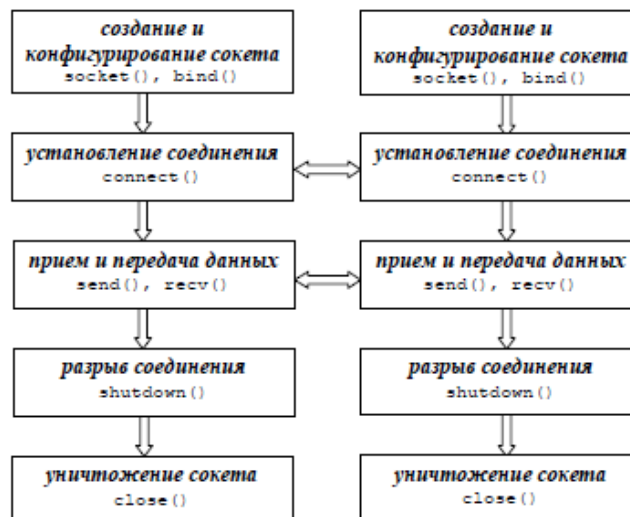 создание и
конфигурирование сокета
socket(), bind()
установление соединения
connect()
прием и передача данных
send(), recv()
разрыв соединения
shutdown()
уничтожение сокета
close()
создание и
конфигурирование сокета
socket(), bind()
установление соединения
connect()
прием и передача данных
send(), recv()
разрыв соединения
shutdown()
уничтожение сокета
close()